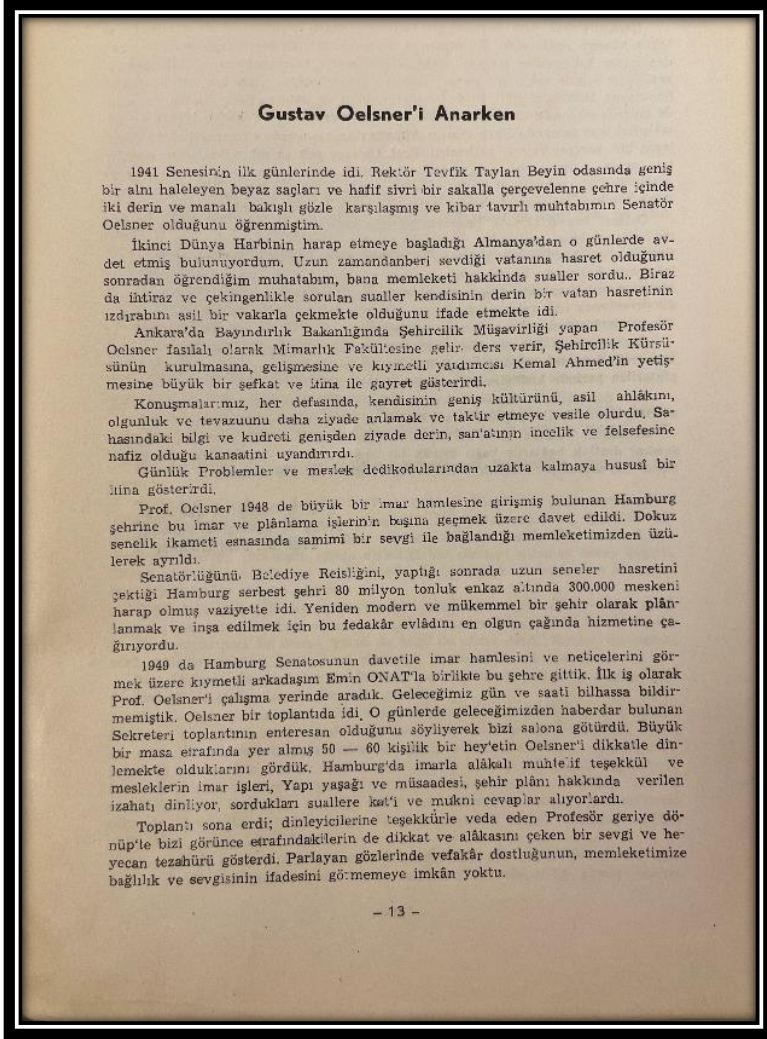 Gustav Oelsner'i Anarken
1941 Senesinin ilk günlerinde idi. Rektör Tevfik Taylan Beyin odasında geniş
bir alnı haleleyen beyaz saçları ve hafif sivri bir sakalla çerçevelenne çehre içinde
iki derin ve manalı bakışlı gözle karşılaşmış ve kibar tavırlı muhtabımın Senatör
Oelsner olduğunu öğrenmiştim.
İkinci Dünya Harbinin harap etmeye başladığı Almanya'dan o günlerde av-
det etmiş bulunuyordum. Uzun zamandanberi sevdiği vatanına hasret olduğunu
sonradan öğrendiğim muhatabım, bana memleketi hakkında sualler sordu.. Biraz
da ihtiraz ve çekingenlikle sorulan sualler kendisinin derin bir vatan hasretinin
ızdırabını asil bir vakarla çekmekte olduğunu ifade etmekte idi.
Ankara'da Bayındırlık Bakanlığında Şehircilik Müşavirliği yapan Profesör
Oelsner fasılalı olarak Mimarlık Fakültesine gelir. ders verir, Şehircilik Kürsü-
sünün kurulmasına, gelişmesine ve kıymetli yardımcısı Kemal Ahmed'in yetiş-
mesine büyük bir şefkat ve itina ile gayret gösterirdi.
Konuşmalarımız, her defasında, kendisinin geniş kültürünü, asil ahlâkını,
olgunluk ve tevazuunu daha ziyade anlamak ve taktir etmeye vesile olurdu. Sa-
hasındaki bilgi ve kudreti genişden ziyade derin, san'atının incelik ve felsefesine
nafiz olduğu kanaatini uyandırırdı.
Günlük Problemler ve meslek dedikodularından uzakta kalmaya hususî bir
itina gösterirdi.
Prof. Oelsner 1948 de büyük bir imar hamlesine girişmiş bulunan Hamburg
şehrine bu imar ve plânlama işlerinin başına geçmek üzere davet edildi. Dokuz
senelik ikameti esnasında samimî bir sevgi ile bağlandığı memleketimizden üzü-
lerek ayrıldı.
Senatörlüğünü, Belediye Reisliğini, yaptığı sonrada uzun seneler hasretini
çektiği Hamburg serbest şehri 80 milyon tonluk enkaz altında 300.000 meskeni
harap olmuş vaziyette idi. Yeniden modern ve mükemmel bir şehir olarak plân-
lanmak ve inşa edilmek için bu fedakâr evlâdını en olgun çağında hizmetine ça-
ğırıyordu.
1949 da Hamburg Senatosunun davetile imar hamlesini ve neticelerini gör-
mek üzere kıymetli arkadaşım Emin ONAT'la birlikte bu şehre gittik. İlk iş olarak
Prof. Oelsner'i çalışma yerinde aradık. Geleceğimiz gün ve saati bilhassa bildir-
memiştik. Oelsner bir toplantıda idi. O günlerde geleceğimizden haberdar bulunan
Sekreteri toplantının enteresan olduğunu söyliyerek bizi salona götürdü. Büyük
bir masa etrafında yer almış 50 — 60 kişilik bir hey'etin Oelsner'i dikkatle din-
lemekte olduklarını gördük. Hamburg'da imarla alâkalı muhtelif teşekkül ve
mesleklerin imar işleri, Yapı yaşağı ve müsaadesi, şehir plânı hakkında verilen
izahatı dinliyor, sordukları suallere kat'i ve mukni cevaplar alıyorlardı.
Toplantı sona erdi; dinleyicilerine teşekkürle veda eden Profesör geriye dö-
nüp'te bizi görünce etrafındakilerin de dikkat ve alâkasını çeken bir sevgi ve he-
yecan tezahürü gösterdi. Parlayan gözlerinde vefakâr dostluğunun, memleketimize
bağlılık ve sevgisinin ifadesini görmemeye imkân yoktu.
– 13 –